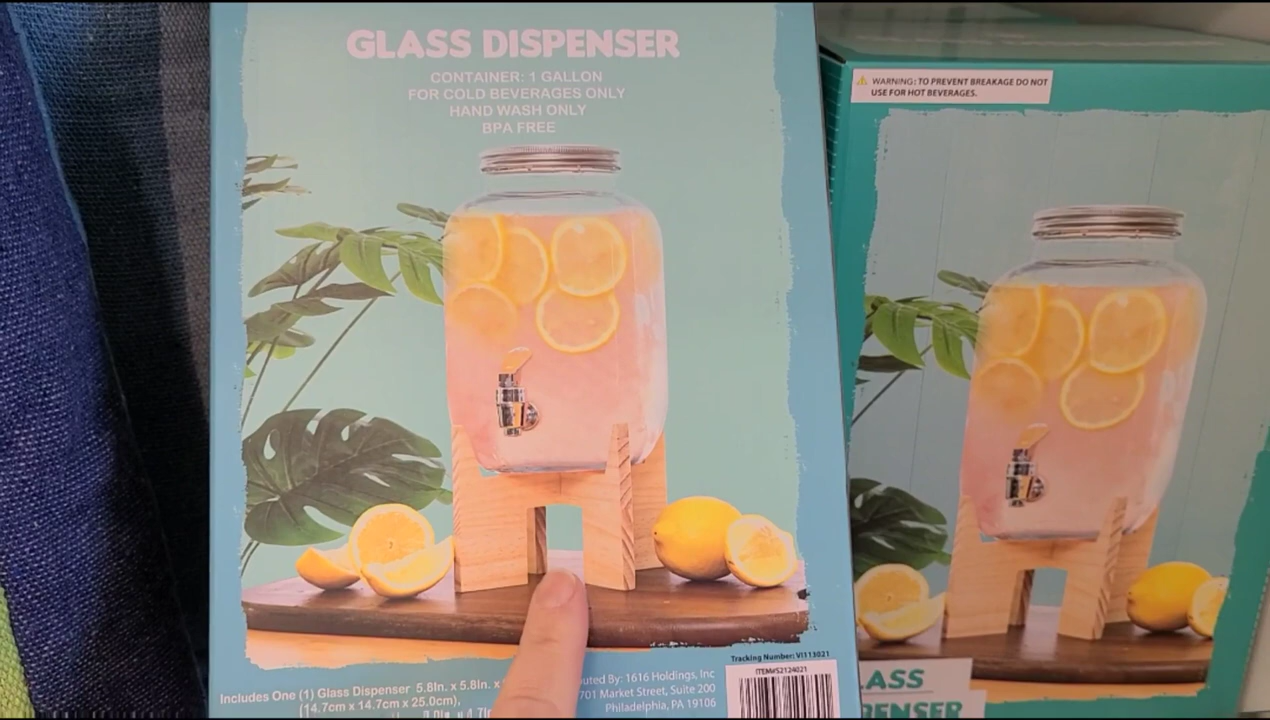 GLASS DISPENSER
CONTAINER: 1 GALLON
FOR COLD BEVERAGES ONLY
HAND WASH ONLY
BPA FREE
Tracking Number: VI113021
ITEM#S2124021
Includes One (1) Glass Dispenser 5.8In. x 5.8In. x
(14.7cm x 14.7cm x 25.0cm),
uted By: 1616 Holdings, Inc
701 Market Street, Suite 200
Philadelphia, PA 19106
WARNING: TO PREVENT BREAKAGE DO NOT
USE FOR HOT BEVERAGES.
LASS
PENSER